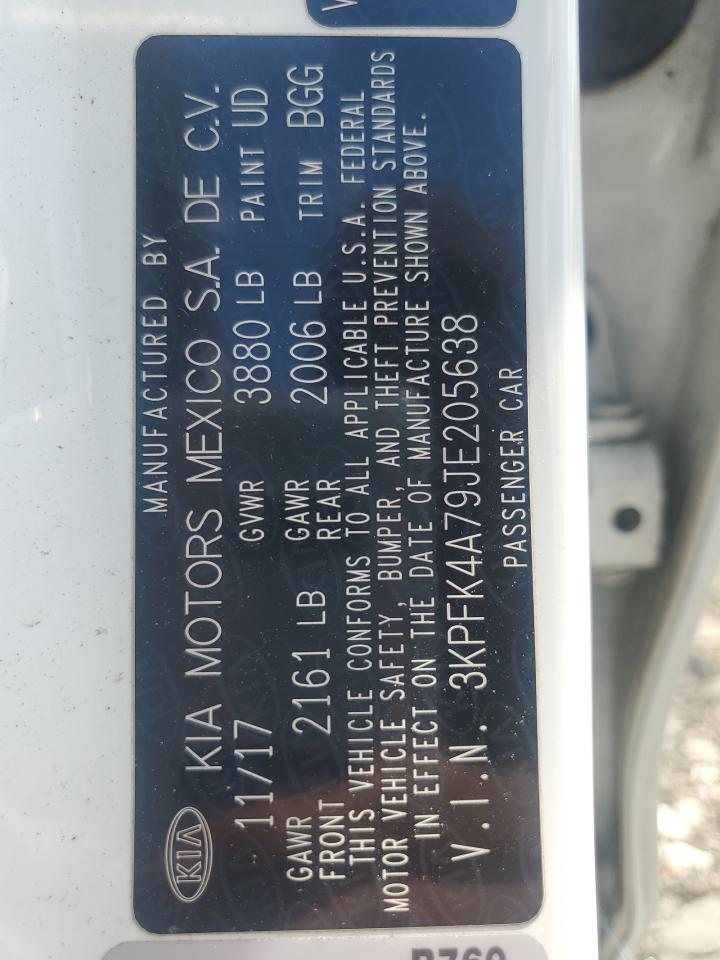 MANUFACTURED BY
KIA KIA MOTORS MEXICO S.A. DE C.V.
11/17 GVWR 3880 LB PAINT UD
GAWR FRONT 2161 LB GAWR REAR 2006 LB TRIM BGG
THIS VEHICLE CONFORMS TO ALL APPLICABLE U.S.A. FEDERAL
MOTOR VEHICLE SAFETY, BUMPER, AND THEFT PREVENTION STANDARDS
IN EFFECT ON THE DATE OF MANUFACTURE SHOWN ABOVE.
V.I.N. 3KPFK4A79JE205638
PASSENGER CAR